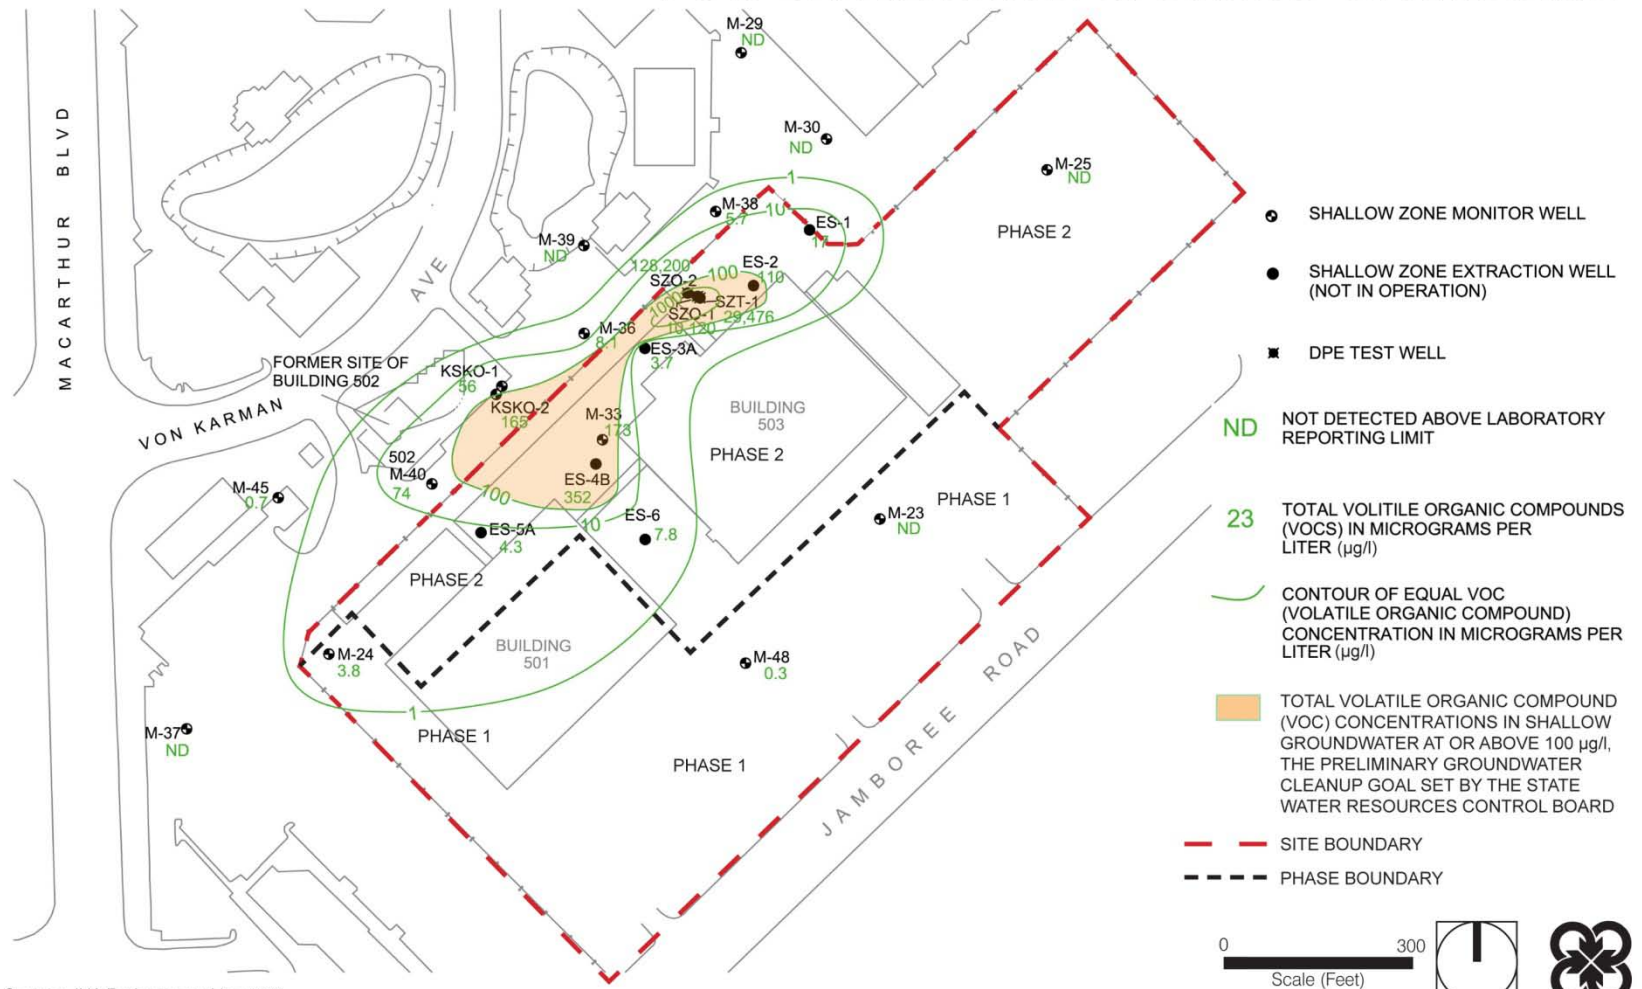 M-29
ND
M-30
ND
M-25
ND
PHASE 2
MACARTHUR BLVD
AVE
VON KARMAN
1
M-38
5.7
10
ES-1
17
M-39
ND
128,200
100
ES-2
110
SZO-2
1000
SZT-1
29,476
SZO-1
10,120
M-36
8.1
ES-3A
3.7
FORMER SITE OF
BUILDING 502
KSKO-1
56
KSKO-2
165
M-33
173
BUILDING
503
PHASE 2
502
M-40
74
ES-4B
352
100
M-45
0.7
10
ES-6
7.8
ES-5A
4.3
M-23
ND
PHASE 1
PHASE 2
BUILDING
501
M-24
3.8
M-48
0.3
1
M-37
ND
PHASE 1
PHASE 1
JAMBOREE ROAD
SHALLOW ZONE MONITOR WELL
SHALLOW ZONE EXTRACTION WELL
(NOT IN OPERATION)
DPE TEST WELL
ND
NOT DETECTED ABOVE LABORATORY
REPORTING LIMIT
23
TOTAL VOLITILE ORGANIC COMPOUNDS
(VOCS) IN MICROGRAMS PER
LITER (µg/l)
CONTOUR OF EQUAL VOC
(VOLATILE ORGANIC COMPOUND)
CONCENTRATION IN MICROGRAMS PER
LITER (µg/l)
TOTAL VOLATILE ORGANIC COMPOUND
(VOC) CONCENTRATIONS IN SHALLOW
GROUNDWATER AT OR ABOVE 100 µg/l,
THE PRELIMINARY GROUNDWATER
CLEANUP GOAL SET BY THE STATE
WATER RESOURCES CONTROL BOARD
SITE BOUNDARY
PHASE BOUNDARY
0
300
Scale (Feet)